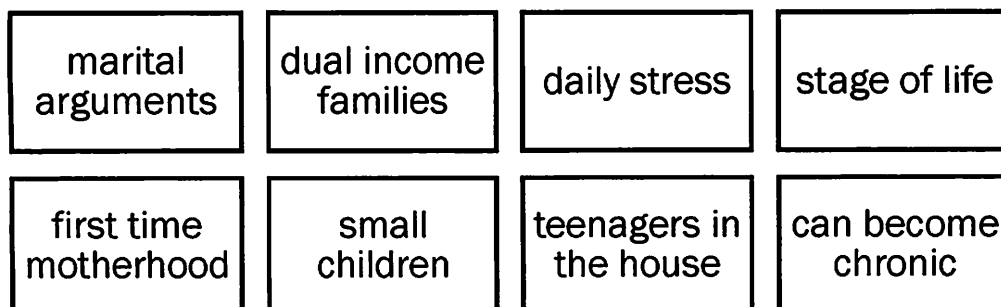 marital
arguments
dual income
families
daily stress
stage of life
first time
motherhood
small
children
teenagers in
the house
can become
chronic